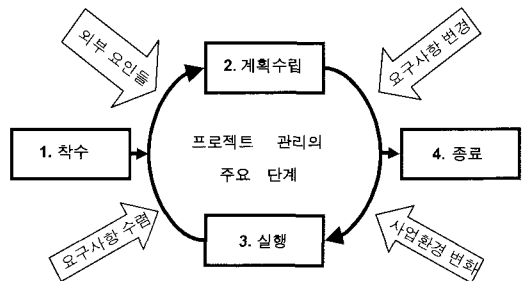 외부 요인들
2. 계획수립
요구사항 변경
1. 착수
프로젝트 관리의
주요 단계
4. 종료
요구사항 수렴
3. 실행
사업환경 변화